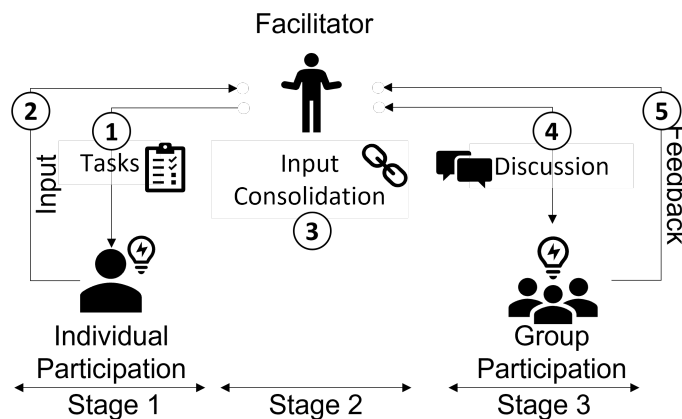 Facilitator
2
1
4
5
Tasks
Input
Consolidation
3
Discussion
Input
Feedback
Individual
Participation
Group
Participation
Stage 1
Stage 2
Stage 3